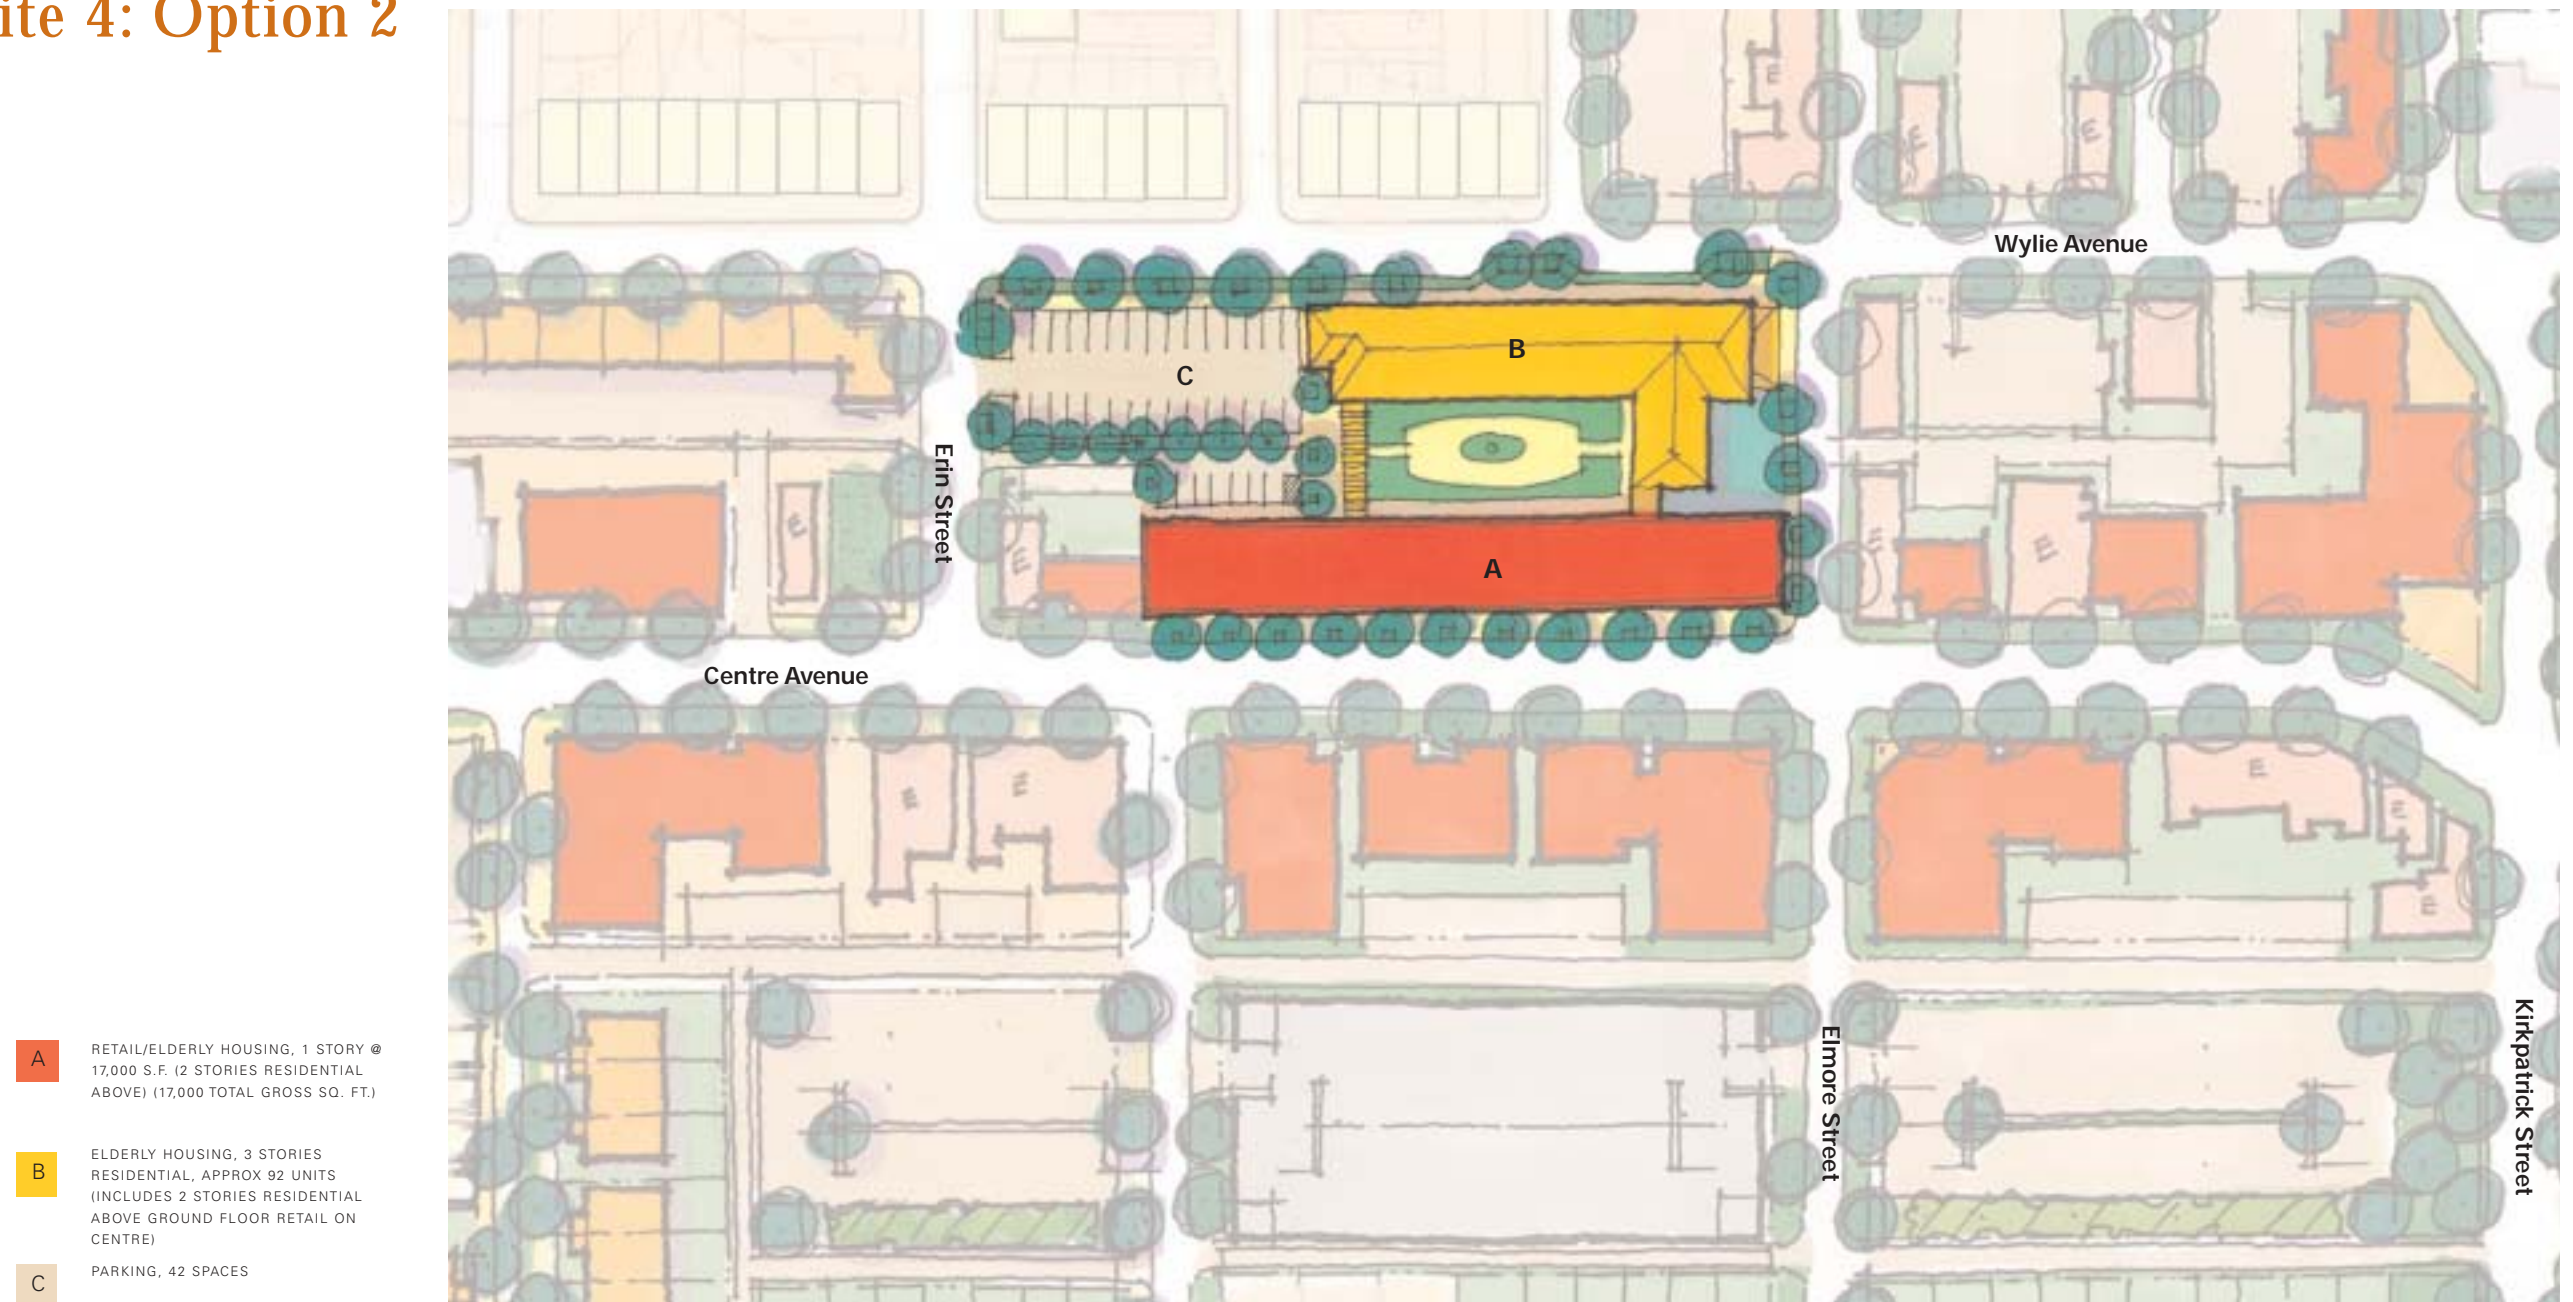 ite 4: Option 2
Wylie Avenue
B
C
Erin Street
A
Centre Avenue
Elmore Street
Kirkpatrick Street
E
E
E
E
E
E
E
E
E
E
E
E
A
RETAIL/ELDERLY HOUSING, 1 STORY @
17,000 S.F. (2 STORIES RESIDENTIAL
ABOVE) (17,000 TOTAL GROSS SQ. FT.)
B
ELDERLY HOUSING, 3 STORIES
RESIDENTIAL, APPROX 92 UNITS
(INCLUDES 2 STORIES RESIDENTIAL
ABOVE GROUND FLOOR RETAIL ON
CENTRE)
C
PARKING, 42 SPACES